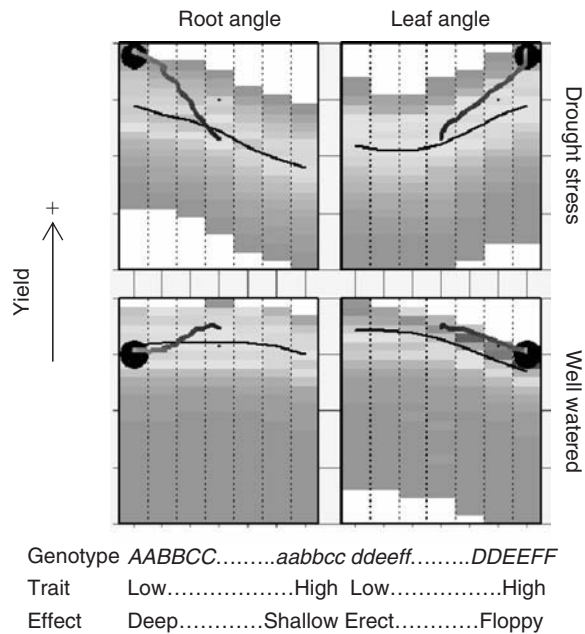 Root angle Leaf angle
Drought stress
Yield +
Well watered
Genotype AABBCC.........aabbcc ddeeff.........DDEEFF
Trait Low....................High Low....................High
Effect Deep............Shallow Erect............Floppy